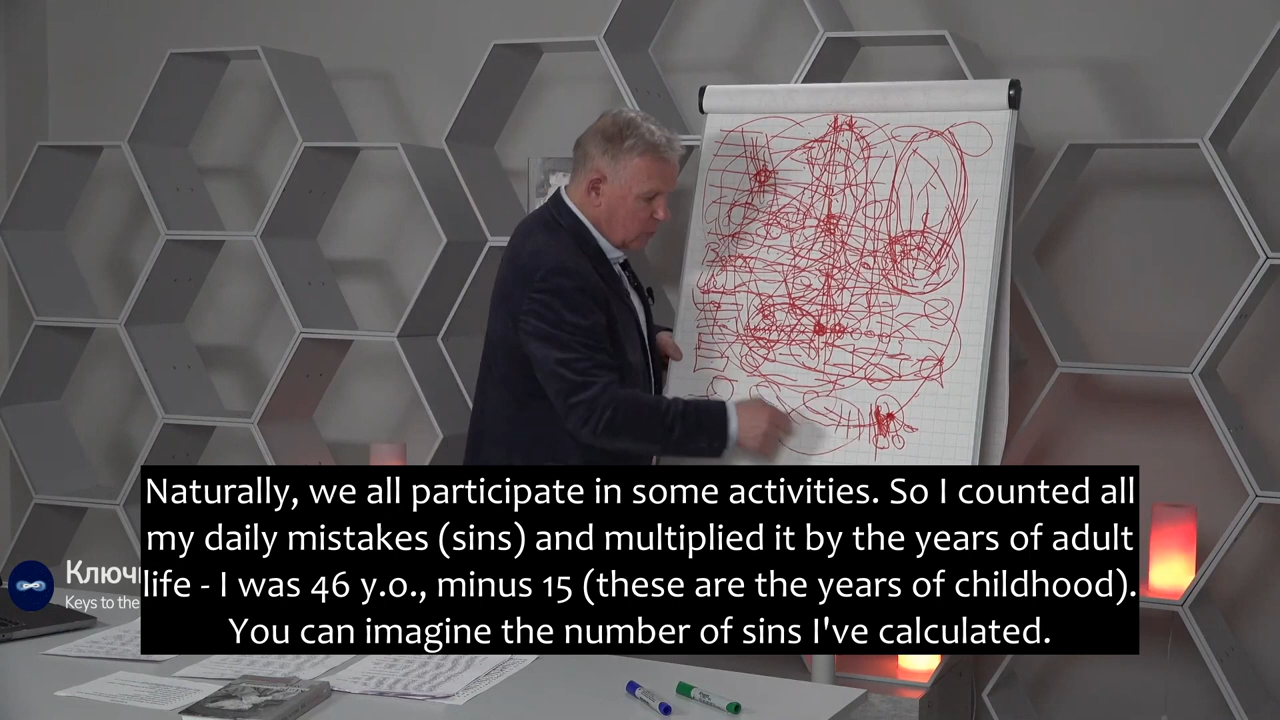 Naturally, we all participate in some activities. So I counted all
my daily mistakes (sins) and multiplied it by the years of adult
life - I was 46 y.o., minus 15 (these are the years of childhood).
You can imagine the number of sins I've calculated.
Keys to the